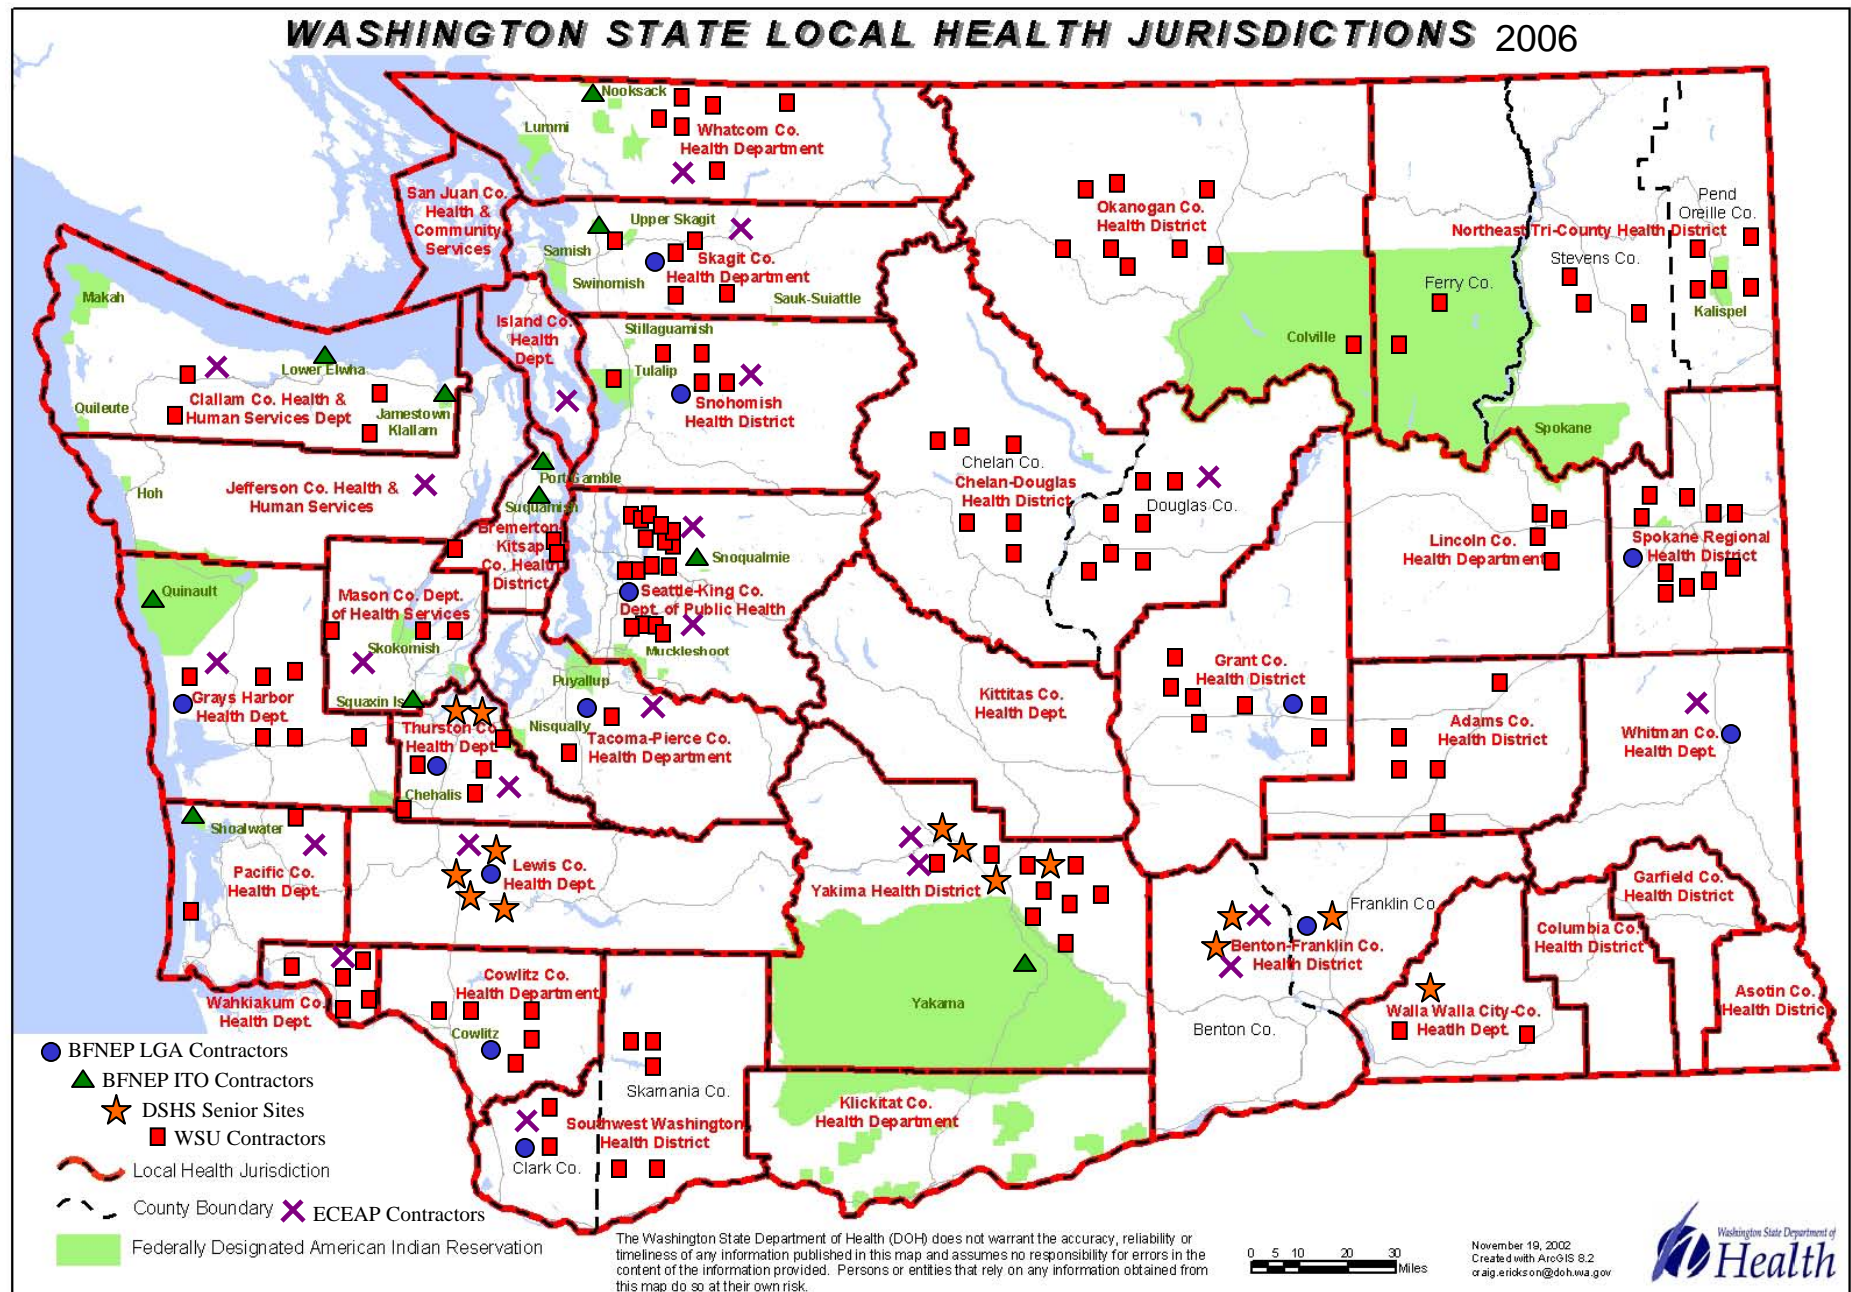 WASHINGTON STATE LOCAL HEALTH JURISDICTIONS 2006
Nooksack
Lummi
Whatcom Co.
Health Department
San Juan Co.
Health &
Community
Services
Upper Skagit
Samish
Skagit Co.
Health Department
Swinomish
Sauk-Suiattle
Okanogan Co.
Health District
Pend
Oreille Co.
Northeast Tri-County Health District
Stevens Co.
Ferry Co.
Kalispel
Colville
Spokane
Makah
Island Co.
Health
Dept.
Stillaguamish
Tulalip
Snohomish
Health District
Lower Elwha
Clallam Co. Health &
Human Services Dept
Jamestown
Klallam
Quileute
Hoh
Jefferson Co. Health &
Human Services
Port Gamble
Suquamish
Bremerton-
Kitsap
Co. Health
District
Chelan Co.
Chelan-Douglas
Health District
Douglas Co.
Lincoln Co.
Health Department
Spokane Regional
Health District
Snoqualmie
Seattle-King Co.
Dept. of Public Health
Muckleshoot
Quinault
Mason Co. Dept.
of Health Services
Skokomish
Squaxin Is
Grays Harbor
Health Dept.
Puyallup
Nisqually
Tacoma-Pierce Co.
Health Department
Thurston Co.
Health Dept.
Chehalis
Kittitas Co.
Health Dept.
Grant Co.
Health District
Adams Co.
Health District
Whitman Co.
Health Dept.
Shoalwater
Pacific Co.
Health Dept.
Lewis Co.
Health Dept.
Yakima Health District
Yakama
Franklin Co.
Benton-Franklin Co.
Health District
Benton Co.
Garfield Co.
Health District
Columbia Co.
Health District
Walla Walla City-Co.
Health Dept.
Asotin Co.
Health District
Wahkiakum Co.
Health Dept.
Cowlitz Co.
Health Department
Cowlitz
Skamania Co.
Southwest Washington
Health District
Clark Co.
Klickitat Co.
Health Department
BFNEP LGA Contractors
BFNEP ITO Contractors
DSHS Senior Sites
WSU Contractors
Local Health Jurisdiction
County Boundary
ECEAP Contractors
Federally Designated American Indian Reservation
The Washington State Department of Health (DOH) does not warrant the accuracy, reliability or
timeliness of any information published in this map and assumes no responsibility for errors in the
content of the information provided. Persons or entities that rely on any information obtained from
this map do so at their own risk.
0 5 10 20 30
Miles
November 19, 2002
Created with ArcGIS 8.2
craig.erickson@doh.wa.gov
Washington State Department of
Health